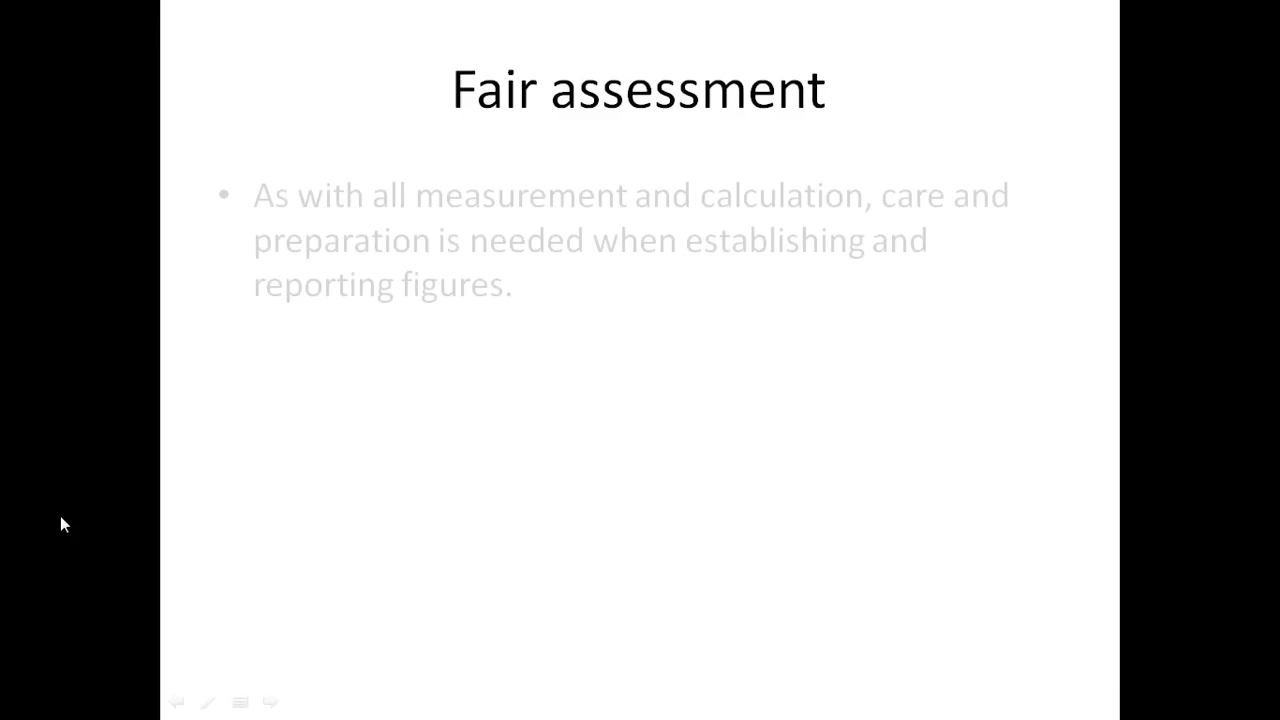 Fair assessment
• As with all measurement and calculation, care and
preparation is needed when establishing and
reporting figures.